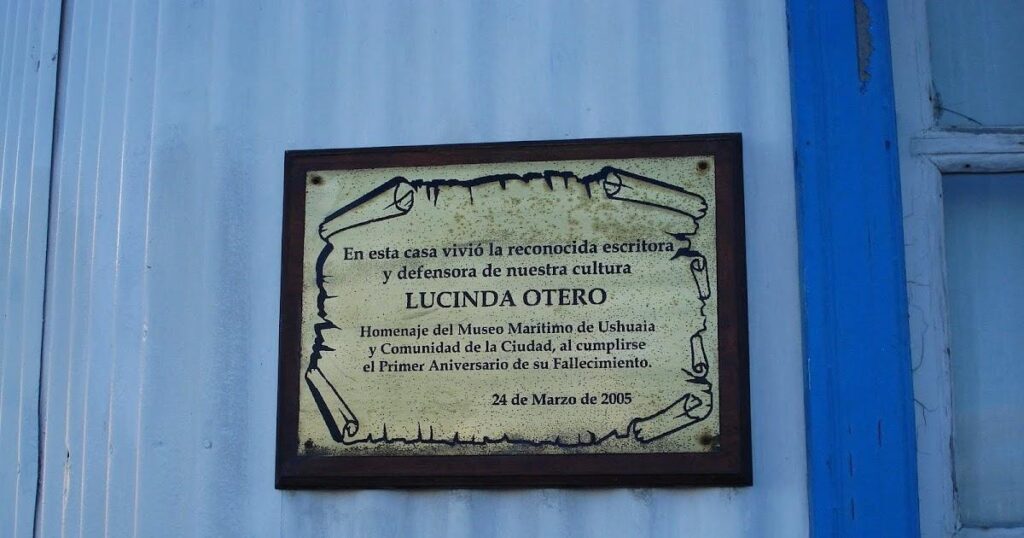 En esta casa vivió la reconocida escritora
y defensora de nuestra cultura
LUCINDA OTERO
Homenaje del Museo Marítimo de Ushuaia
y Comunidad de la Ciudad, al cumplirse
el Primer Aniversario de su Fallecimiento.
24 de Marzo de 2005